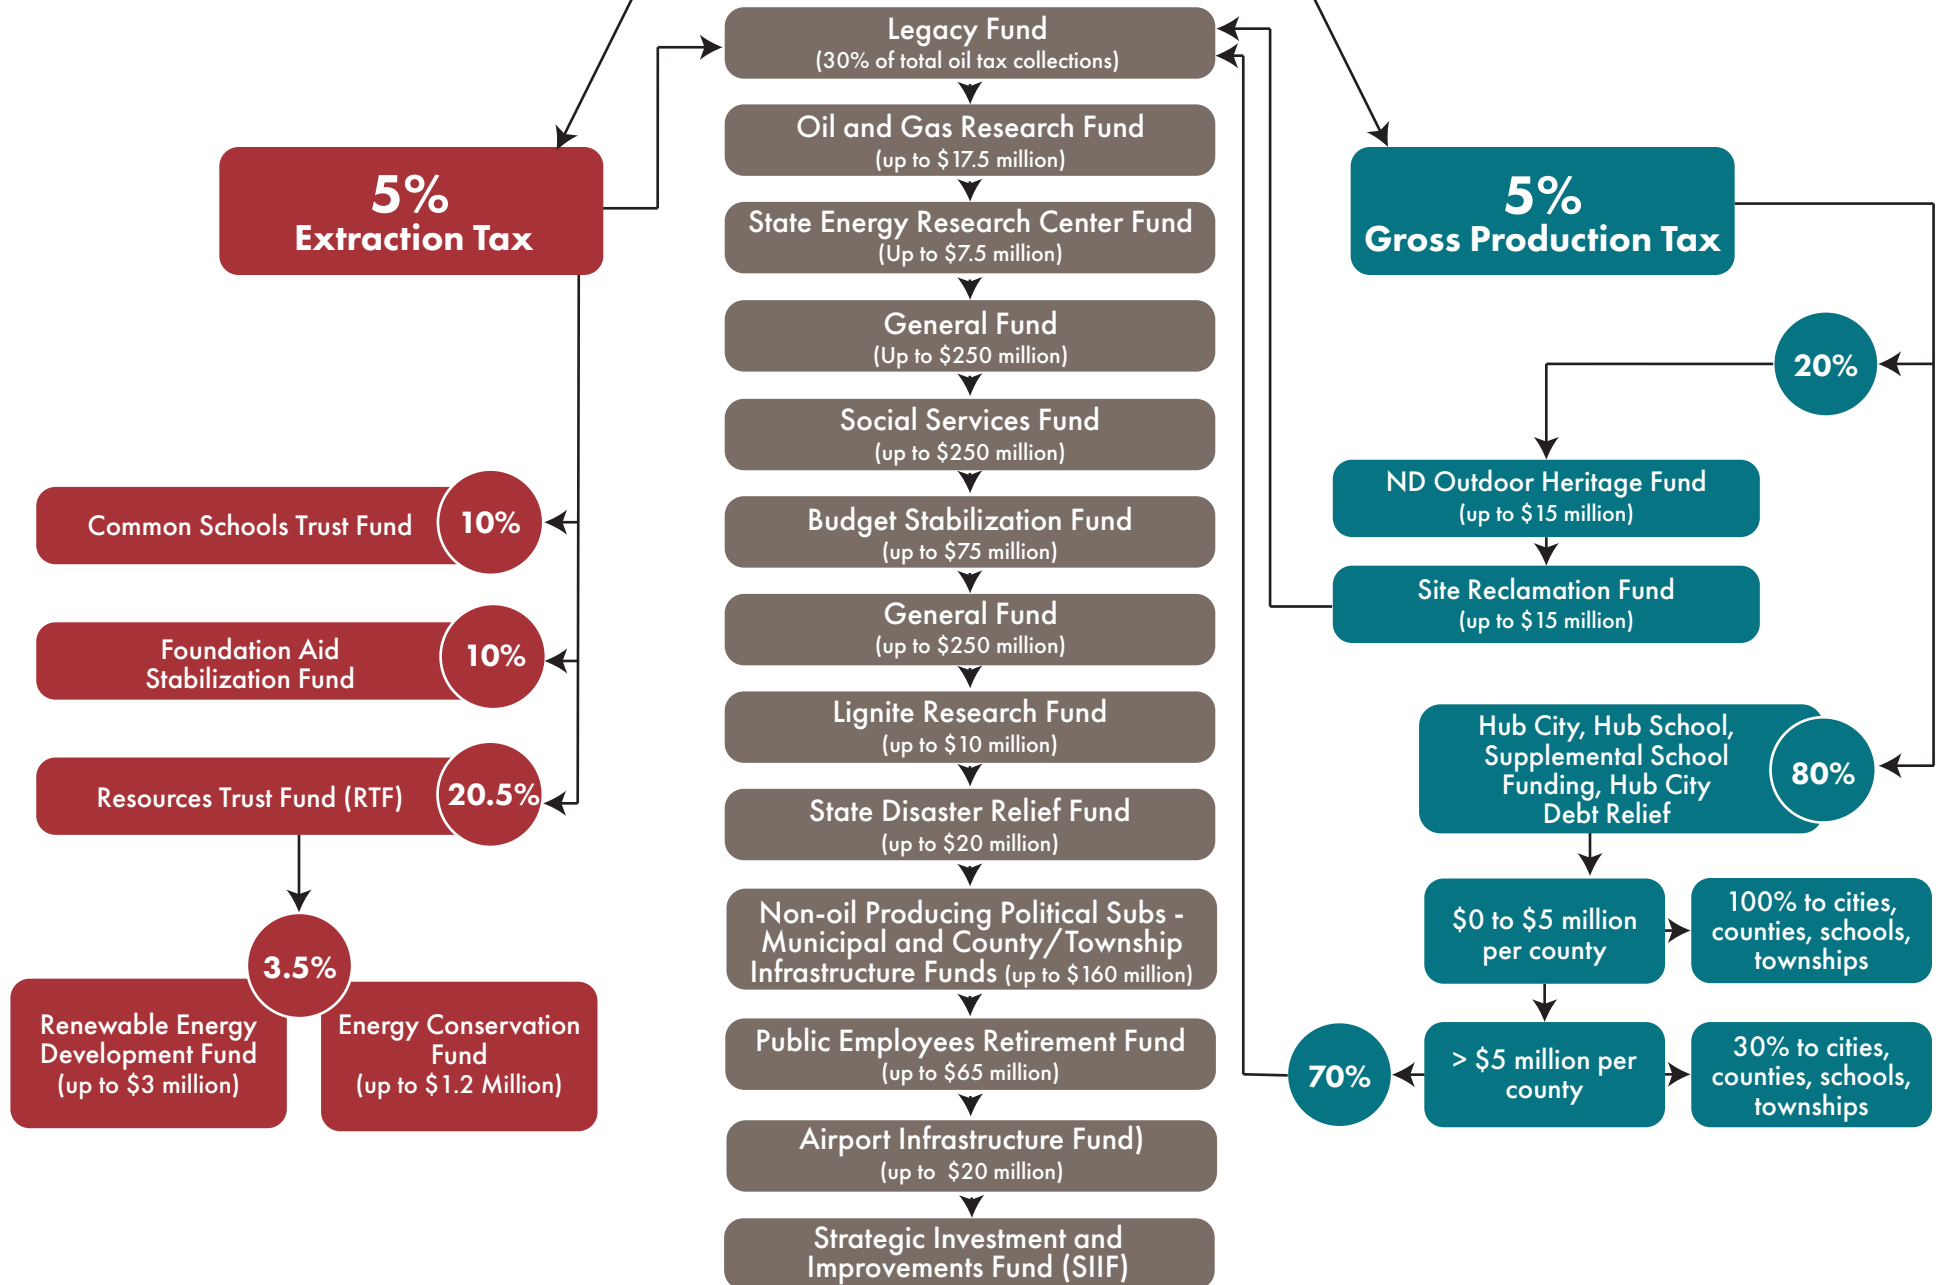 Legacy Fund
(30% of total oil tax collections)
Oil and Gas Research Fund
(up to $17.5 million)
State Energy Research Center Fund
(Up to $7.5 million)
General Fund
(Up to $250 million)
Social Services Fund
(up to $250 million)
Budget Stabilization Fund
(up to $75 million)
General Fund
(up to $250 million)
Lignite Research Fund
(up to $10 million)
State Disaster Relief Fund
(up to $20 million)
Non-oil Producing Political Subs -
Municipal and County/Township
Infrastructure Funds (up to $160 million)
Public Employees Retirement Fund
(up to $65 million)
Airport Infrastructure Fund)
(up to $20 million)
Strategic Investment and
Improvements Fund (SIIF)
5%
Extraction Tax
Common Schools Trust Fund
10%
Foundation Aid
Stabilization Fund
10%
Resources Trust Fund (RTF)
20.5%
3.5%
Renewable Energy
Development Fund
(up to $3 million)
Energy Conservation
Fund
(up to $1.2 Million)
5%
Gross Production Tax
20%
ND Outdoor Heritage Fund
(up to $15 million)
Site Reclamation Fund
(up to $15 million)
Hub City, Hub School,
Supplemental School
Funding, Hub City
Debt Relief
80%
$0 to $5 million
per county
100% to cities,
counties, schools,
townships
70%
> $5 million per
county
30% to cities,
counties, schools,
townships